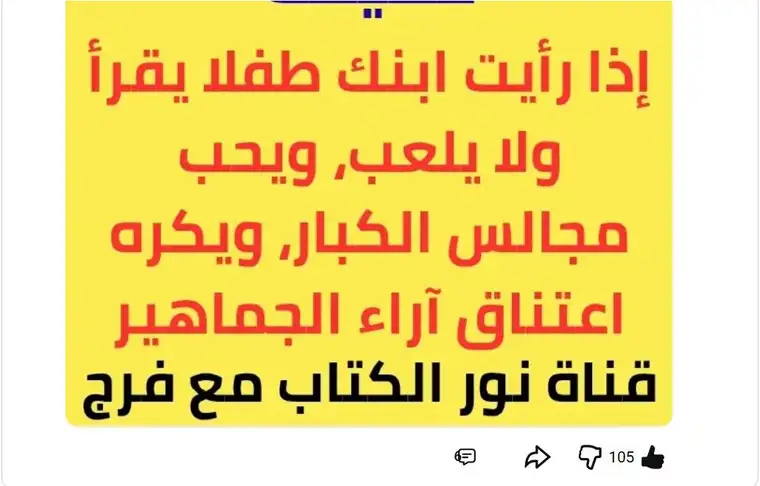 إذا رأيت ابنك طفلا يقرأ
ولا يلعب، ويحب
مجالس الكبار، ويكره
اعتناق آراء الجماهير
قناة نور الكتاب مع فرج
105